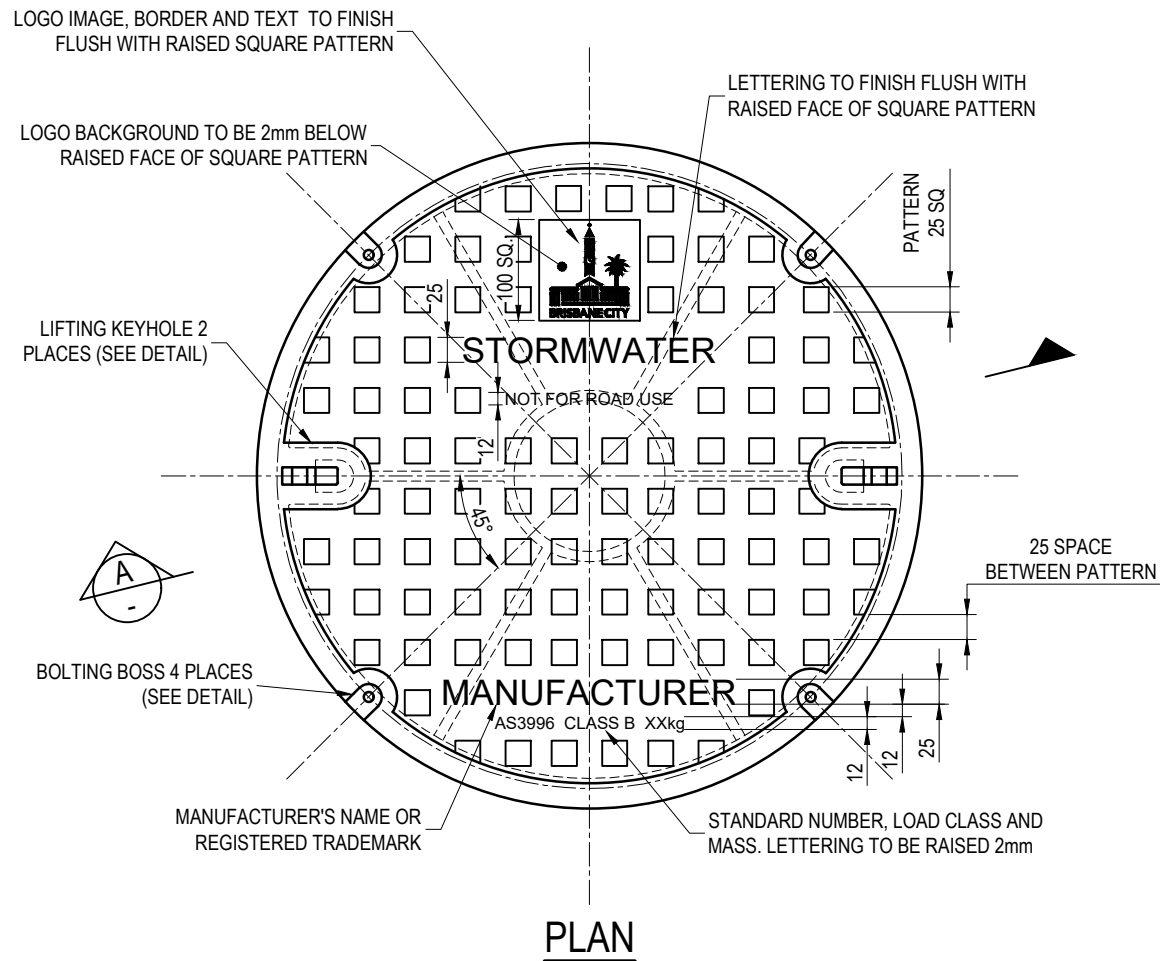 LOGO IMAGE, BORDER AND TEXT TO FINISH
FLUSH WITH RAISED SQUARE PATTERN
LETTERING TO FINISH FLUSH WITH
RAISED FACE OF SQUARE PATTERN
LOGO BACKGROUND TO BE 2mm BELOW
RAISED FACE OF SQUARE PATTERN
PATTERN
25 SQ
100 SQ.
25
BRISBANE CITY
LIFTING KEYHOLE 2
PLACES (SEE DETAIL)
STORMWATER
NOT FOR ROAD USE
12
45°
A
-
25 SPACE
BETWEEN PATTERN
BOLTING BOSS 4 PLACES
(SEE DETAIL)
MANUFACTURER
AS3996 CLASS B XXkg
12
12
25
MANUFACTURER'S NAME OR
REGISTERED TRADEMARK
STANDARD NUMBER, LOAD CLASS AND
MASS. LETTERING TO BE RAISED 2mm
PLAN